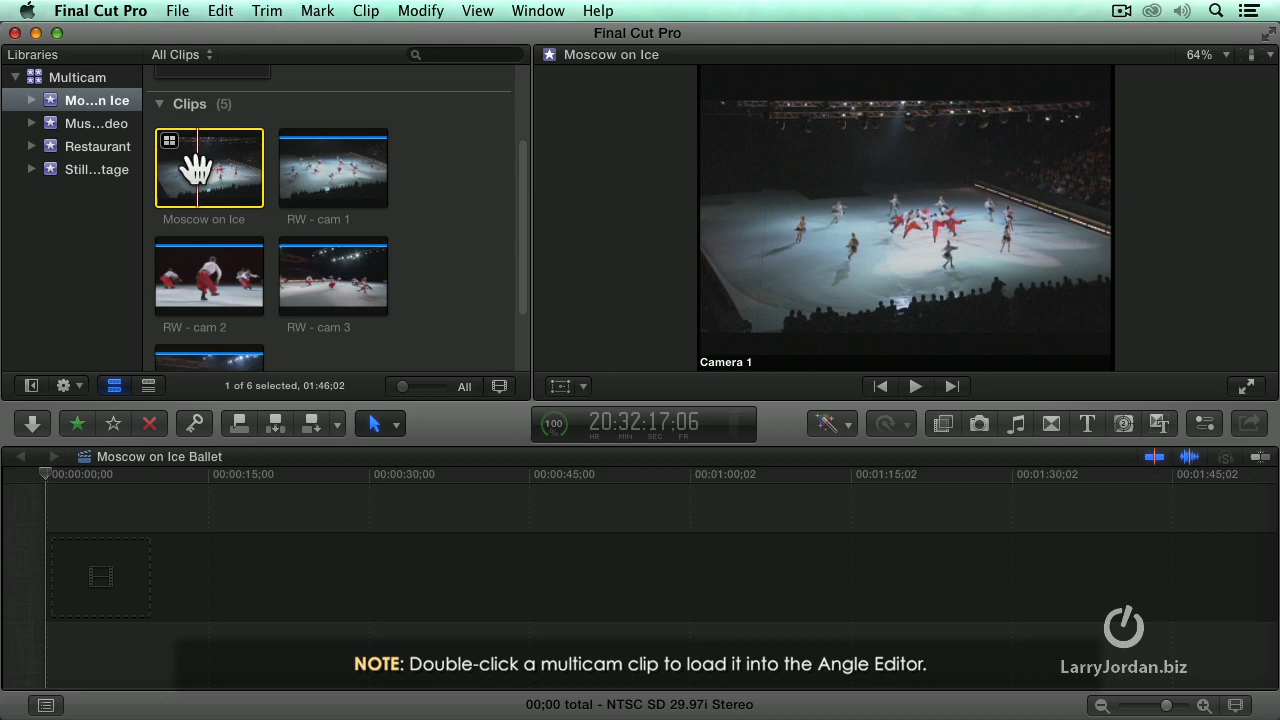 Final Cut Pro File Edit Trim Mark Clip Modify View Window Help
Final Cut Pro
Libraries
All Clips
Moscow on Ice
64%
Multicam
Mo...n Ice
Mus...deo
Restaurant
Still...tage
Clips (5)
Moscow on Ice
RW - cam 1
RW - cam 2
RW - cam 3
Camera 1
1 of 6 selected, 01:46;02
All
100
20:32:17;06
HR MIN SEC FR
T
2
T
Moscow on Ice Ballet
S
00:00:00;00 00:00:15;00 00:00:30;00 00:00:45;00 00:01:00;02 00:01:15;02 00:01:30;02 00:01:45;02
NOTE: Double-click a multicam clip to load it into the Angle Editor.
LarryJordan.biz
00;00 total - NTSC SD 29.97i Stereo